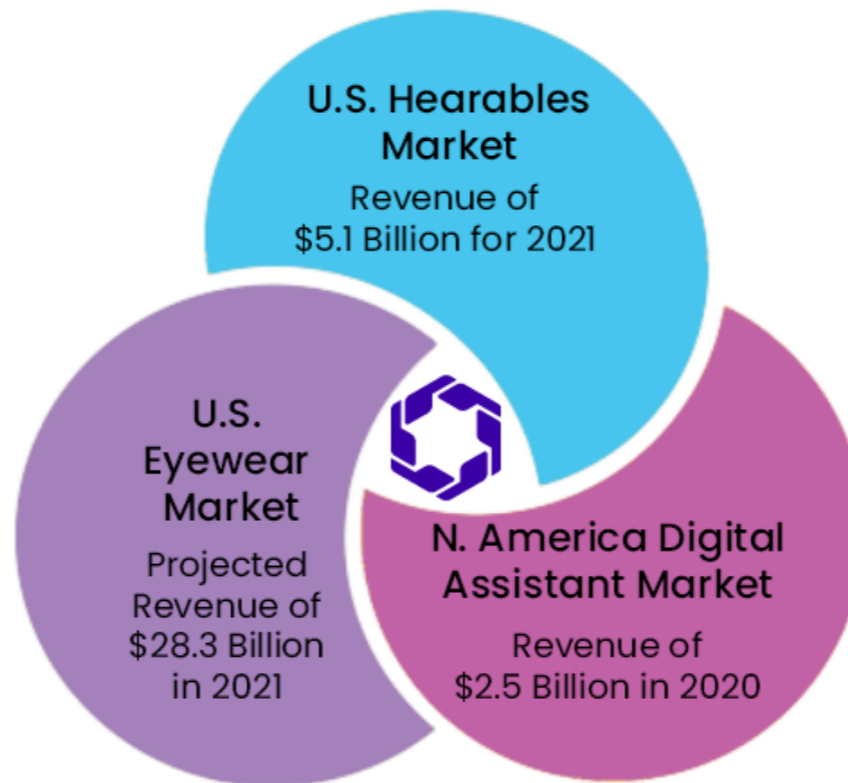 U.S. Hearables
Market
Revenue of
$5.1 Billion for 2021
U.S.
Eyewear
Market
Projected
Revenue of
$28.3 Billion
in 2021
N. America Digital
Assistant Market
Revenue of
$2.5 Billion in 2020